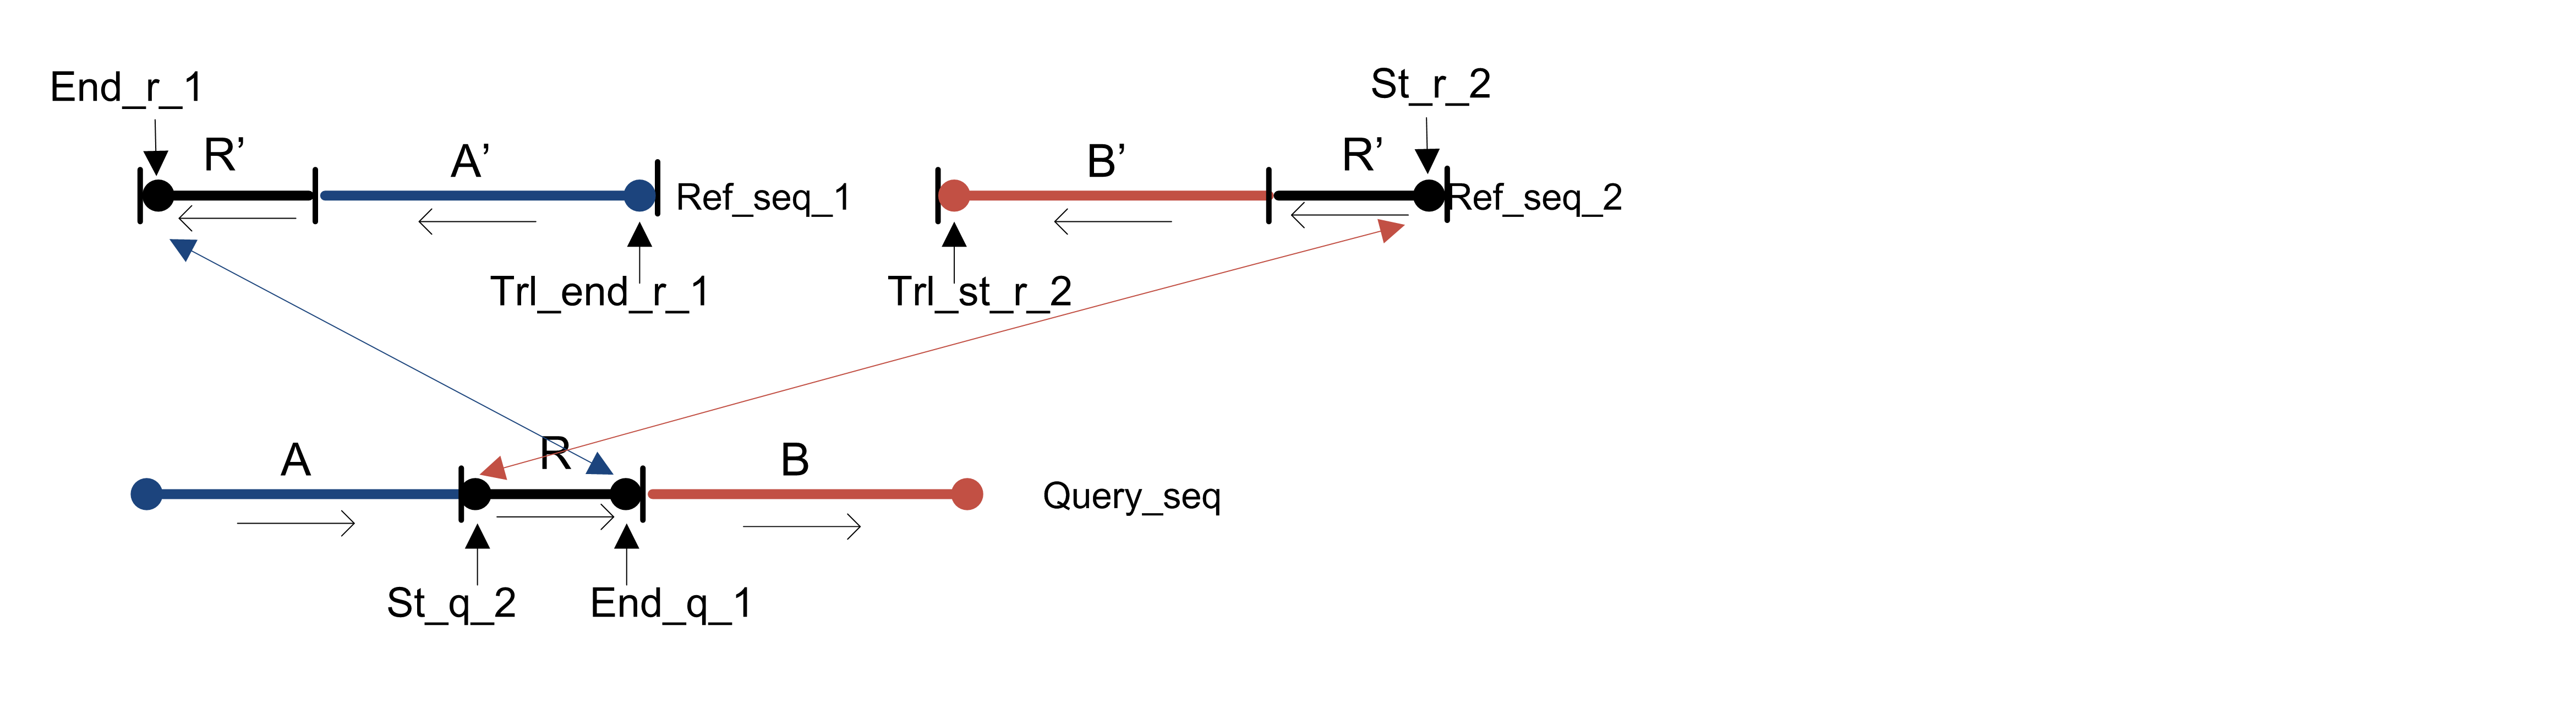 End_r_1
St_r_2
R’
A’
Ref_seq_1
B’
R’
Ref_seq_2
Trl_end_r_1
Trl_st_r_2
A
R
B
Query_seq
St_q_2
End_q_1